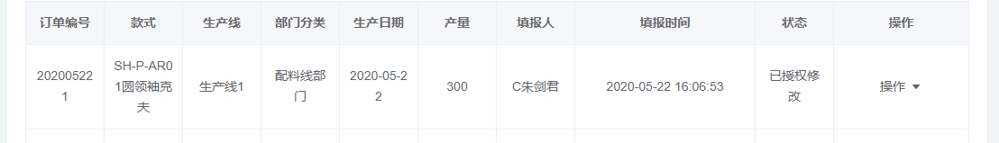 订单编号 款式 生产线 部门分类 生产日期 产量 填报人 填报时间 状态 操作
202005221
SH-P-AR01圆领袖克夫
生产线1
配料线部门
2020-05-22
300
C朱剑君
2020-05-22 16:06:53
已授权修改
操作